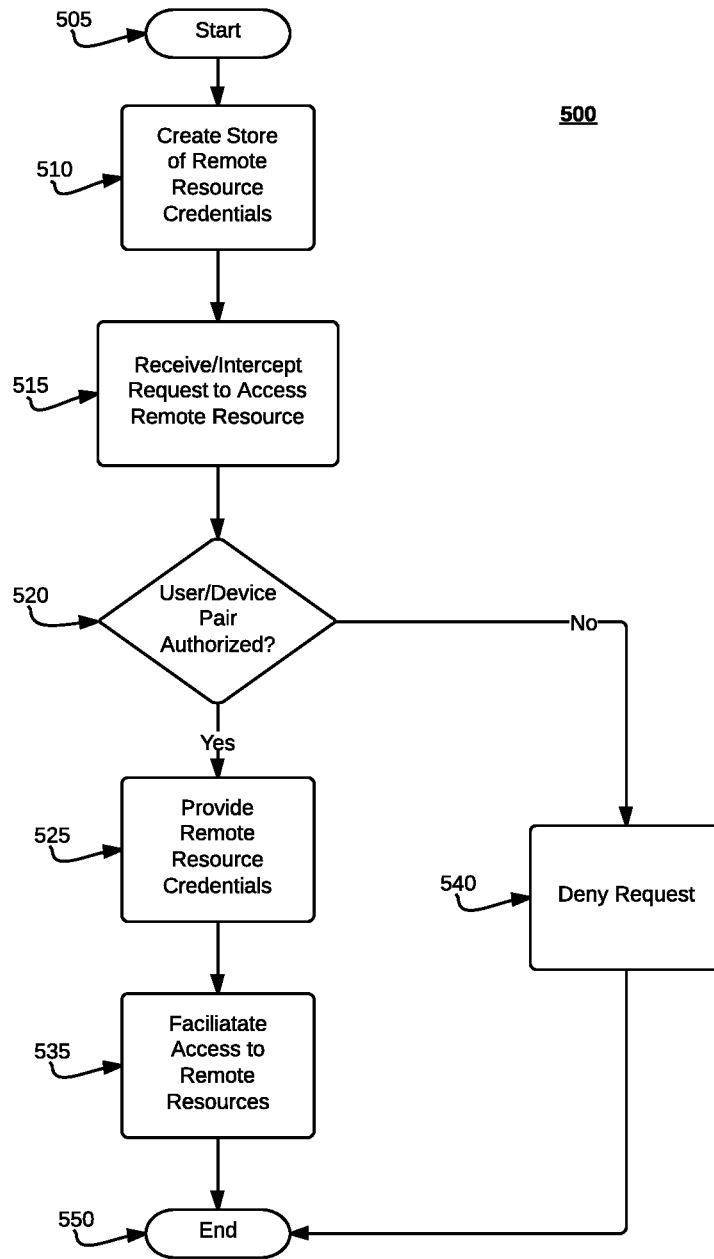 505
Start
500
510
Create Store
of Remote
Resource
Credentials
515
Receive/Intercept
Request to Access
Remote Resource
520
User/Device
Pair
Authorized?
No
Yes
525
Provide
Remote
Resource
Credentials
540
Deny Request
535
Faciliatate
Access to
Remote
Resources
550
End